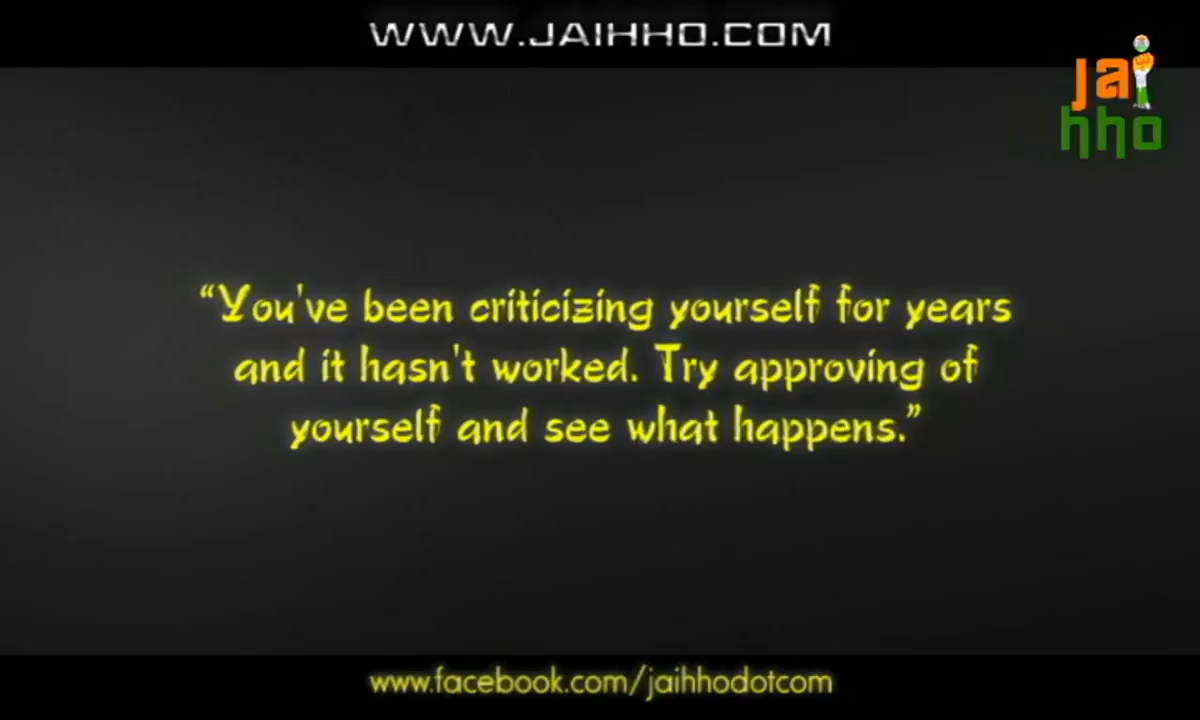 WWW.JAIHHO.COM
jai
hho
“You've been criticizing yourself for years
and it hasn't worked. Try approving of
yourself and see what happens.”
www.facebook.com/jaihhodotcom